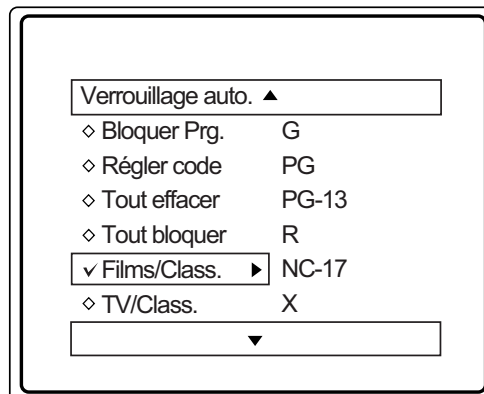 Verrouillage auto. ▲
◇ Bloquer Prg. G
◇ Régler code PG
◇ Tout effacer PG-13
◇ Tout bloquer R
✓ Films/Class. ▶ NC-17
◇ TV/Class. X
▼